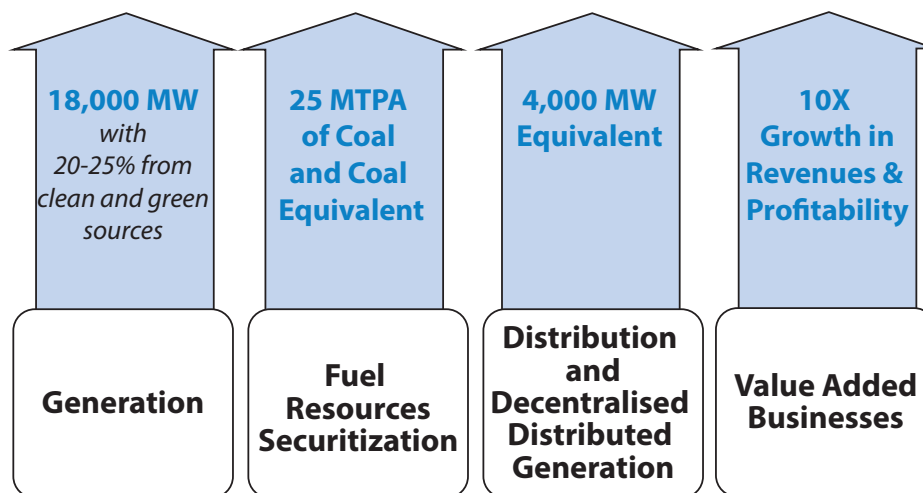 18,000 MW
with
20-25% from
clean and green
sources
25 MTPA
of Coal
and Coal
Equivalent
4,000 MW
Equivalent
10X
Growth in
Revenues &
Profitability
Generation
Fuel
Resources
Securitization
Distribution
and
Decentralised
Distributed
Generation
Value Added
Businesses